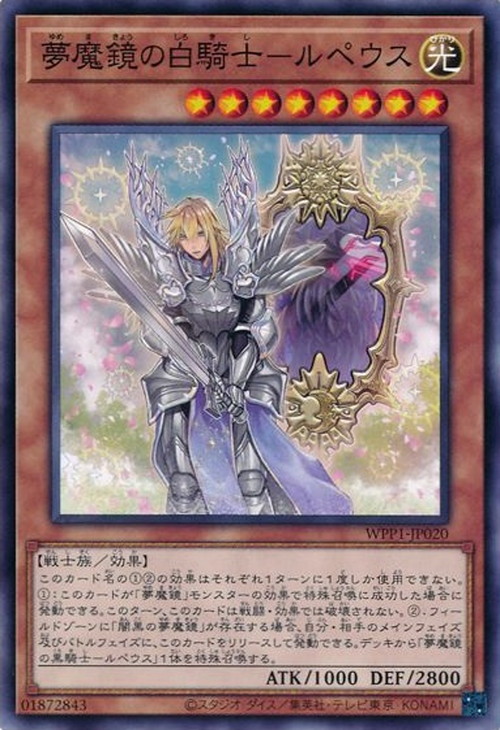 夢魔鏡の白騎士－ルペウス
光
WPP1-JP020
【戦士族／効果】
このカード名の①②の効果はそれぞれ１ターンに１度しか使用できない。
①：このカードが「夢魔鏡」モンスターの効果で特殊召喚に成功した場合に
発動できる。このターン、このカードは戦闘・効果では破壊されない。②：フィー
ルドゾーンに「闇黒の夢魔鏡」が存在する場合、自分・相手のメインフェイズ
及びバトルフェイズに、このカードをリリースして発動できる。デッキから「夢魔鏡
の黒騎士－ルペウス」１体を特殊召喚する。
ATK/1000 DEF/2800
01872843
©スタジオ・ダイス／集英社・テレビ東京・KONAMI